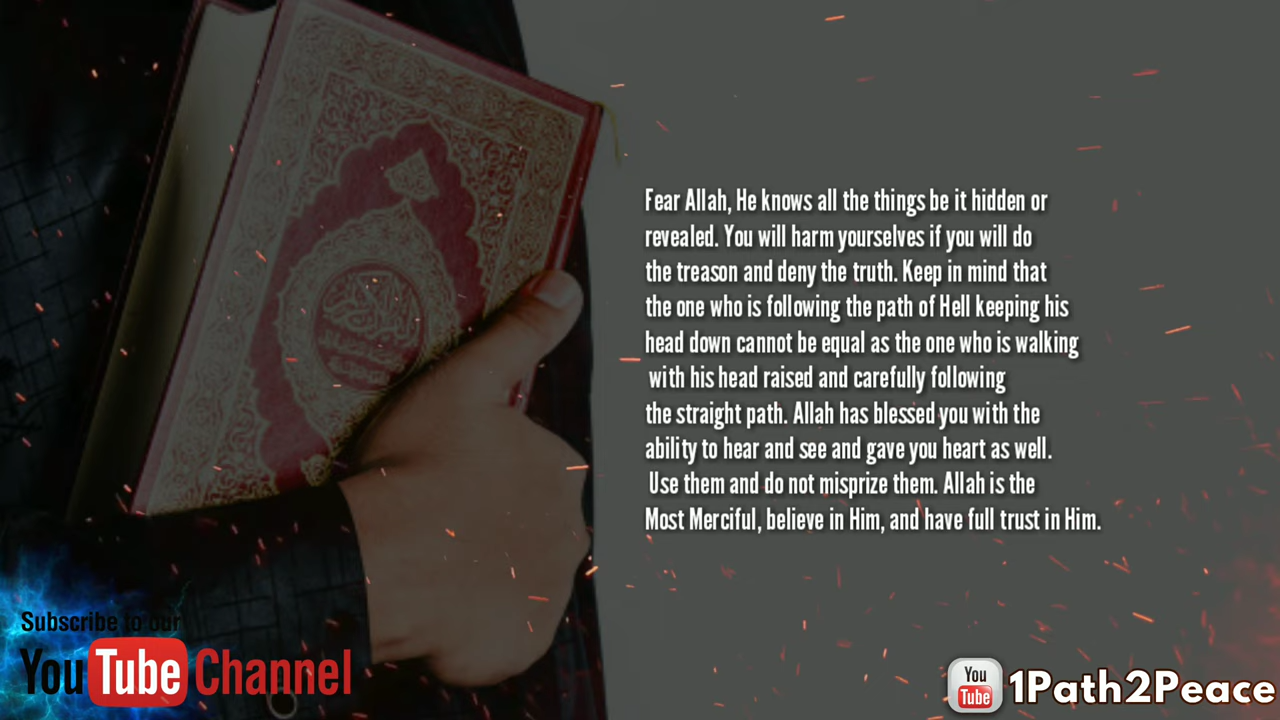 Fear Allah, He knows all the things be it hidden or
revealed. You will harm yourselves if you will do
the treason and deny the truth. Keep in mind that
the one who is following the path of Hell keeping his
head down cannot be equal as the one who is walking
with his head raised and carefully following
the straight path. Allah has blessed you with the
ability to hear and see and gave you heart as well.
Use them and do not misprize them. Allah is the
Most Merciful, believe in Him, and have full trust in Him.
Subscribe to our
YouTube Channel
You
Tube
1Path2Peace